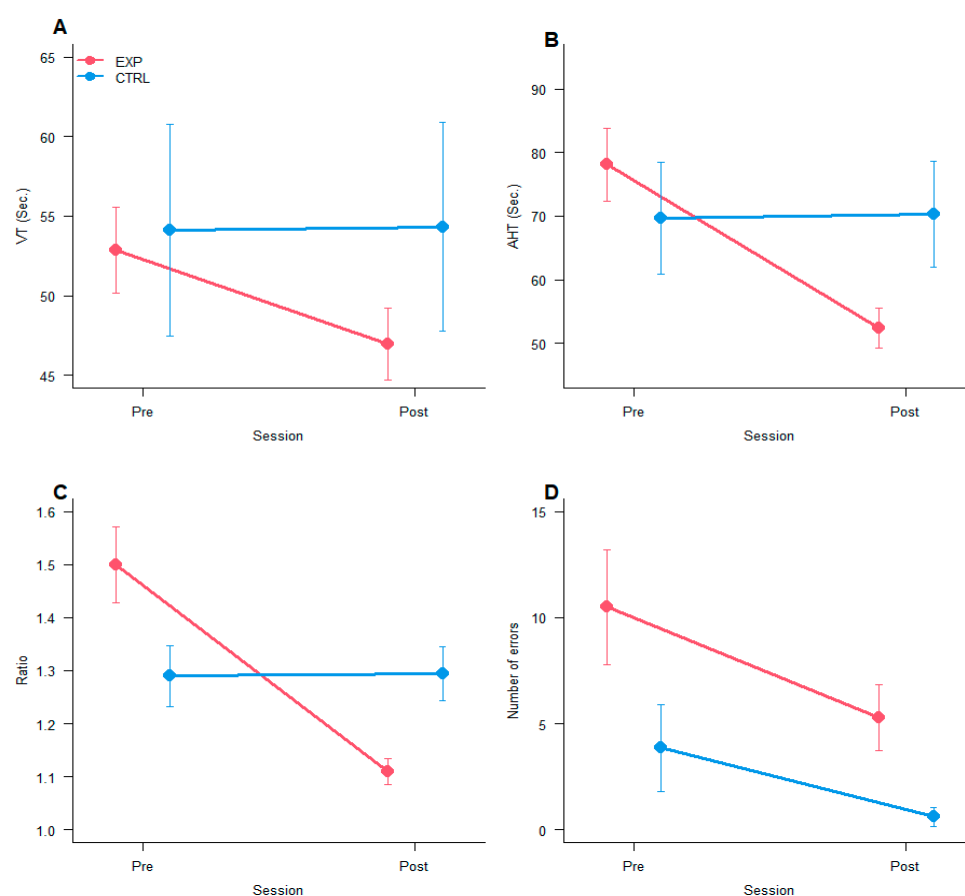 A
65
60
55
50
45
VT (Sec.)
EXP
CTRL
Pre
Post
Session
B
90
80
70
60
50
AHT (Sec.)
Pre
Post
Session
C
1.6
1.5
1.4
1.3
1.2
1.1
1.0
Ratio
Pre
Post
Session
D
15
10
5
0
Number of errors
Pre
Post
Session